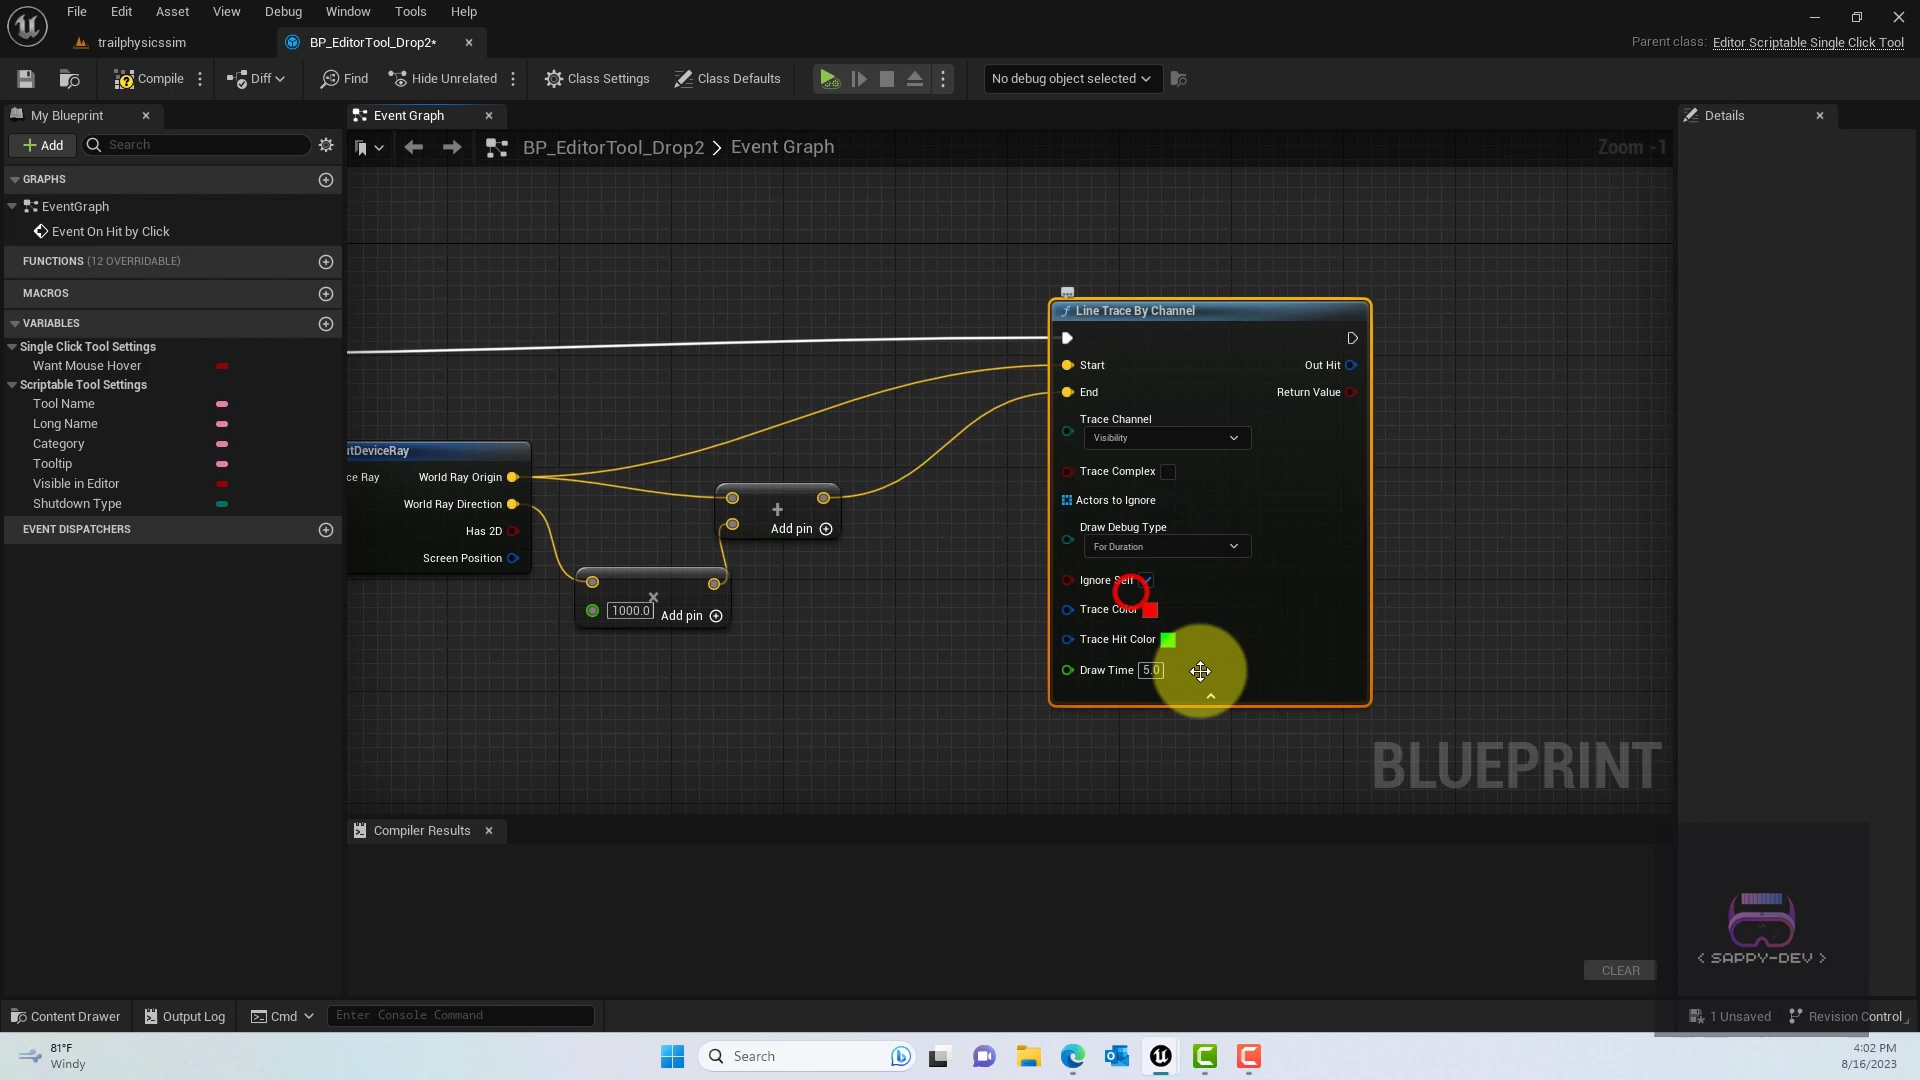 File Edit Asset View Debug Window Tools Help
trailphysicssim
BP_EditorTool_Drop2*
Parent class: Editor Scriptable Single Click Tool
Compile
Diff
Find
Hide Unrelated
Class Settings
Class Defaults
No debug object selected
My Blueprint
Event Graph
Details
Add
Search
BP_EditorTool_Drop2 > Event Graph
Zoom -1
GRAPHS
EventGraph
Event On Hit by Click
FUNCTIONS (12 OVERRIDABLE)
MACROS
VARIABLES
Single Click Tool Settings
Want Mouse Hover
Scriptable Tool Settings
Tool Name
Long Name
Category
Tooltip
Visible in Editor
Shutdown Type
EVENT DISPATCHERS
utDeviceRay
ce Ray
World Ray Origin
World Ray Direction
Has 2D
Screen Position
+
Add pin
×
1000.0
Add pin
f Line Trace By Channel
Start
Out Hit
End
Return Value
Trace Channel
Visibility
Trace Complex
Actors to Ignore
Draw Debug Type
For Duration
Ignore Self
Trace Color
Trace Hit Color
Draw Time 5.0
BLUEPRINT
Compiler Results
CLEAR
< SAPPY-DEV >
Content Drawer
Output Log
Cmd
Enter Console Command
1 Unsaved
Revision Control
81°F
Windy
Search
4:02 PM
8/16/2023